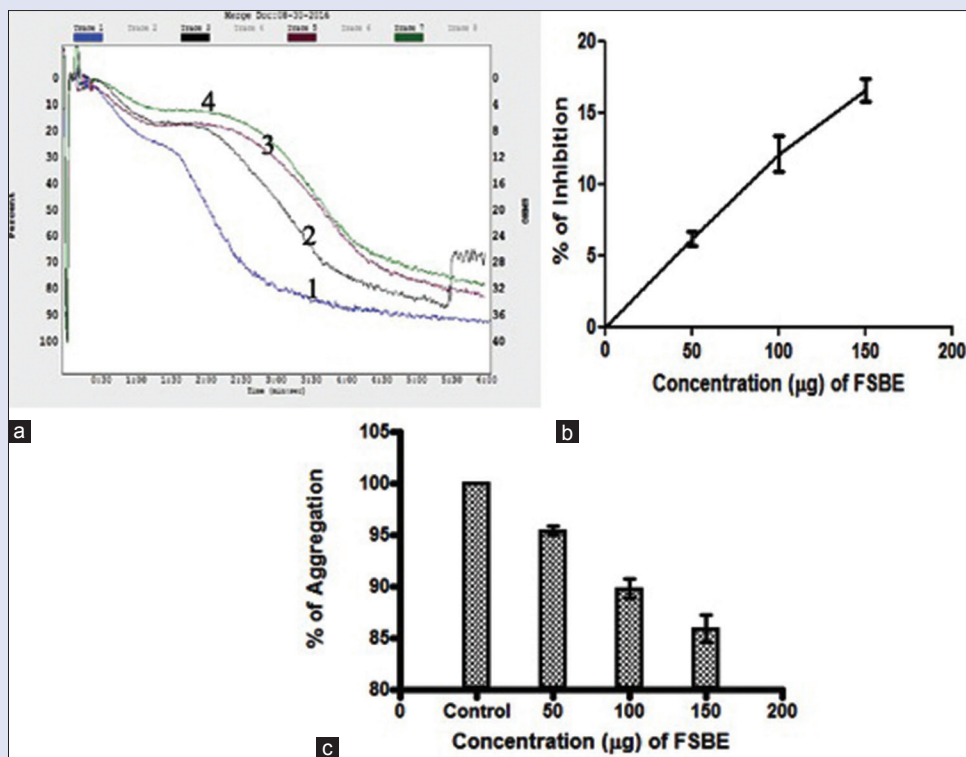 Merge Doc:08-30-2016
Trace 1 Trace 2 Trace 3 Trace 4 Trace 5 Trace 6 Trace 7 Trace 8
0
10
20
30
40
50
60
70
80
90
100
Percent
0
4
8
12
16
20
24
28
32
36
40
OHMS
4
3
2
1
0:30 1:00 1:30 2:00 2:30 3:00 3:30 4:00 4:30 5:00 5:30 6:00
Time (min:sec)
a
20
15
10
5
0
% of Inhibition
0 50 100 150 200
Concentration (μg) of FSBE
b
105
100
95
90
85
80
% of Aggregation
0 Control 50 100 150 200
Concentration (μg) of FSBE
c